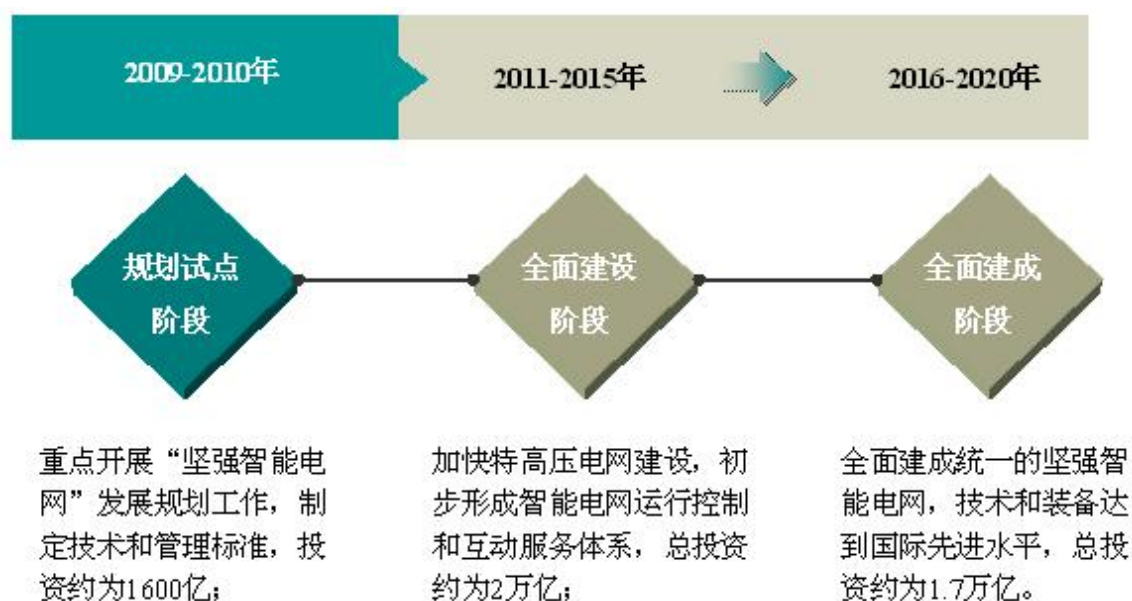 2009-2010年
2011-2015年
2016-2020年
规划试点
阶段
全面建设
阶段
全面建成
阶段
重点开展“坚强智能电
网”发展规划工作，制
定技术和管理标准，投
资约为1600亿；
加快特高压电网建设，初
步形成智能电网运行控制
和互动服务体系，总投资
约为2万亿；
全面建成统一的坚强智
能电网，技术和装备达
到国际先进水平，总投
资约为1.7万亿。